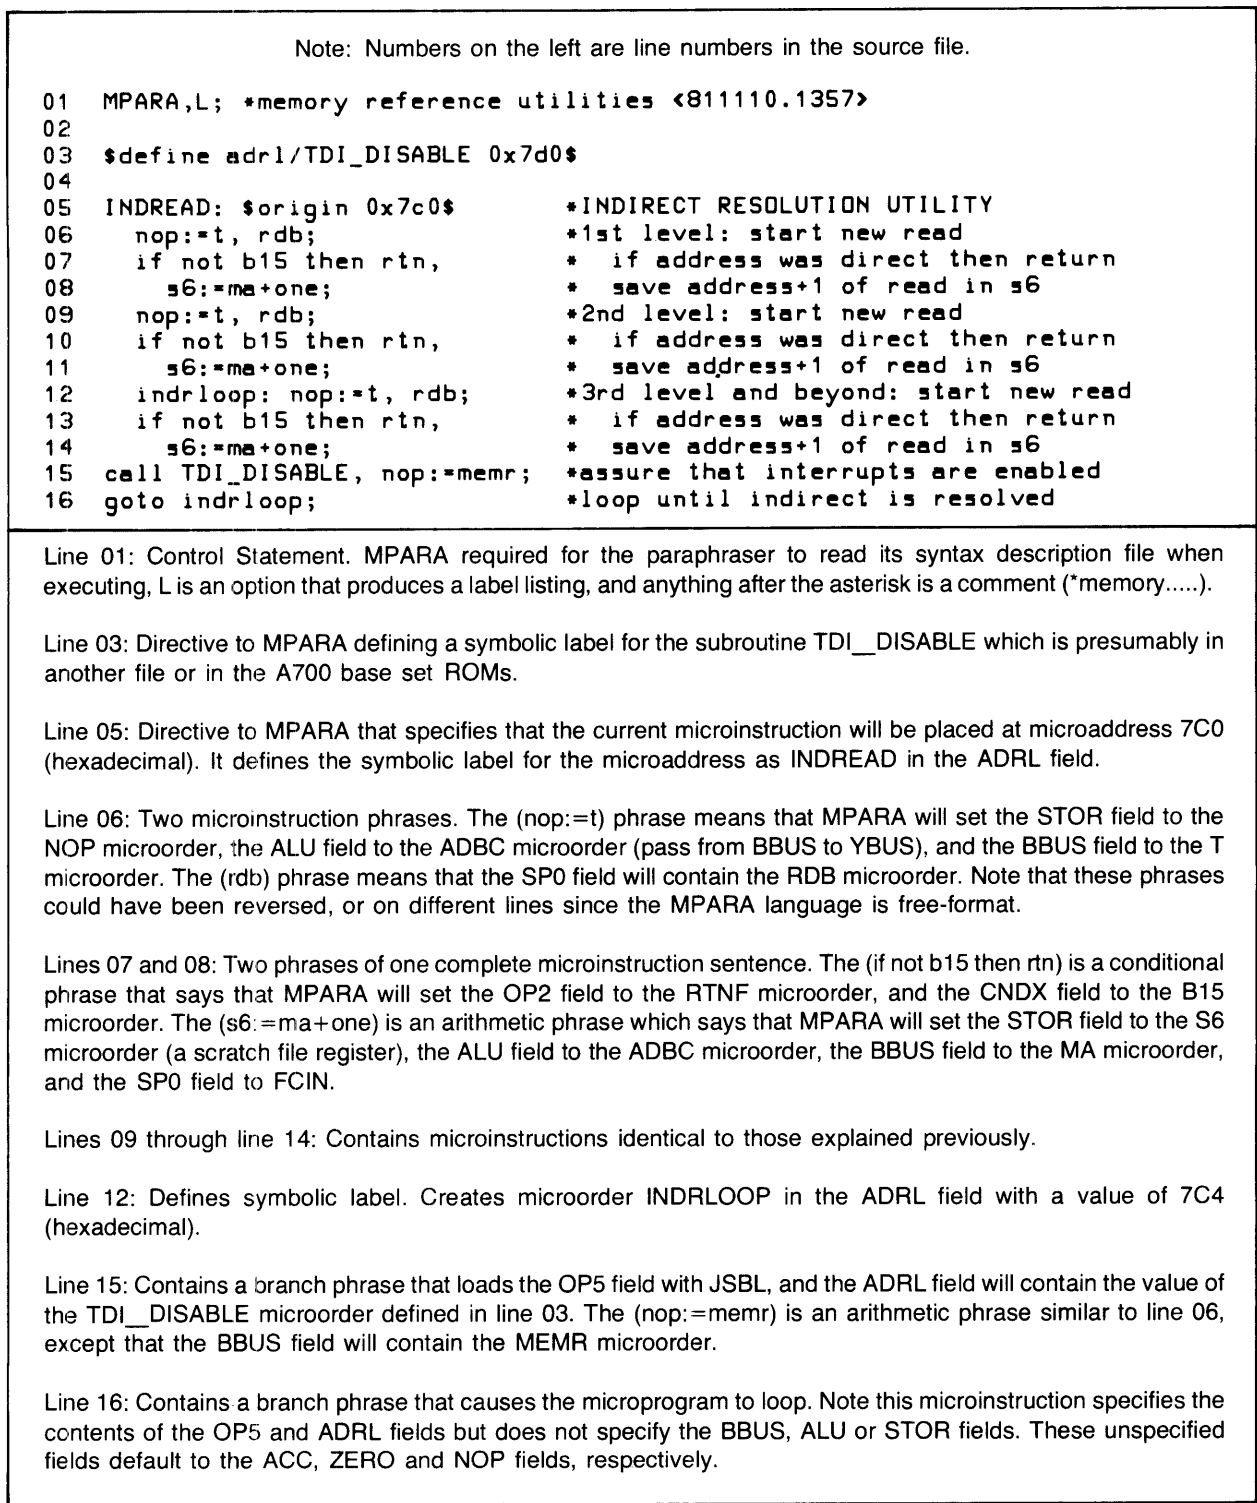 Note: Numbers on the left are line numbers in the source file.
01 MPARA,L; *memory reference utilities <811110.1357>
02
03 $define adrl/TDI_DISABLE 0x7d0$
04
05 INDREAD: $origin 0x7c0$ *INDIRECT RESOLUTION UTILITY
06 nop:=t, rdb; *1st level: start new read
07 if not b15 then rtn, * if address was direct then return
08 s6:=ma+one; * save address+1 of read in s6
09 nop:=t, rdb; *2nd level: start new read
10 if not b15 then rtn, * if address was direct then return
11 s6:=ma+one; * save address+1 of read in s6
12 indrloop: nop:=t, rdb; *3rd level and beyond: start new read
13 if not b15 then rtn, * if address was direct then return
14 s6:=ma+one; * save address+1 of read in s6
15 call TDI_DISABLE, nop:=memr; *assure that interrupts are enabled
16 goto indrloop; *loop until indirect is resolved
Line 01: Control Statement. MPARA required for the paraphraser to read its syntax description file when
executing, L is an option that produces a label listing, and anything after the asterisk is a comment (*memory.....).
Line 03: Directive to MPARA defining a symbolic label for the subroutine TDI__DISABLE which is presumably in
another file or in the A700 base set ROMs.
Line 05: Directive to MPARA that specifies that the current microinstruction will be placed at microaddress 7C0
(hexadecimal). It defines the symbolic label for the microaddress as INDREAD in the ADRL field.
Line 06: Two microinstruction phrases. The (nop:=t) phrase means that MPARA will set the STOR field to the
NOP microorder, the ALU field to the ADBC microorder (pass from BBUS to YBUS), and the BBUS field to the T
microorder. The (rdb) phrase means that the SP0 field will contain the RDB microorder. Note that these phrases
could have been reversed, or on different lines since the MPARA language is free-format.
Lines 07 and 08: Two phrases of one complete microinstruction sentence. The (if not b15 then rtn) is a conditional
phrase that says that MPARA will set the OP2 field to the RTNF microorder, and the CNDX field to the B15
microorder. The (s6:=ma+one) is an arithmetic phrase which says that MPARA will set the STOR field to the S6
microorder (a scratch file register), the ALU field to the ADBC microorder, the BBUS field to the MA microorder,
and the SP0 field to FCIN.
Lines 09 through line 14: Contains microinstructions identical to those explained previously.
Line 12: Defines symbolic label. Creates microorder INDRLOOP in the ADRL field with a value of 7C4
(hexadecimal).
Line 15: Contains a branch phrase that loads the OP5 field with JSBL, and the ADRL field will contain the value of
the TDI__DISABLE microorder defined in line 03. The (nop:=memr) is an arithmetic phrase similar to line 06,
except that the BBUS field will contain the MEMR microorder.
Line 16: Contains a branch phrase that causes the microprogram to loop. Note this microinstruction specifies the
contents of the OP5 and ADRL fields but does not specify the BBUS, ALU or STOR fields. These unspecified
fields default to the ACC, ZERO and NOP fields, respectively.